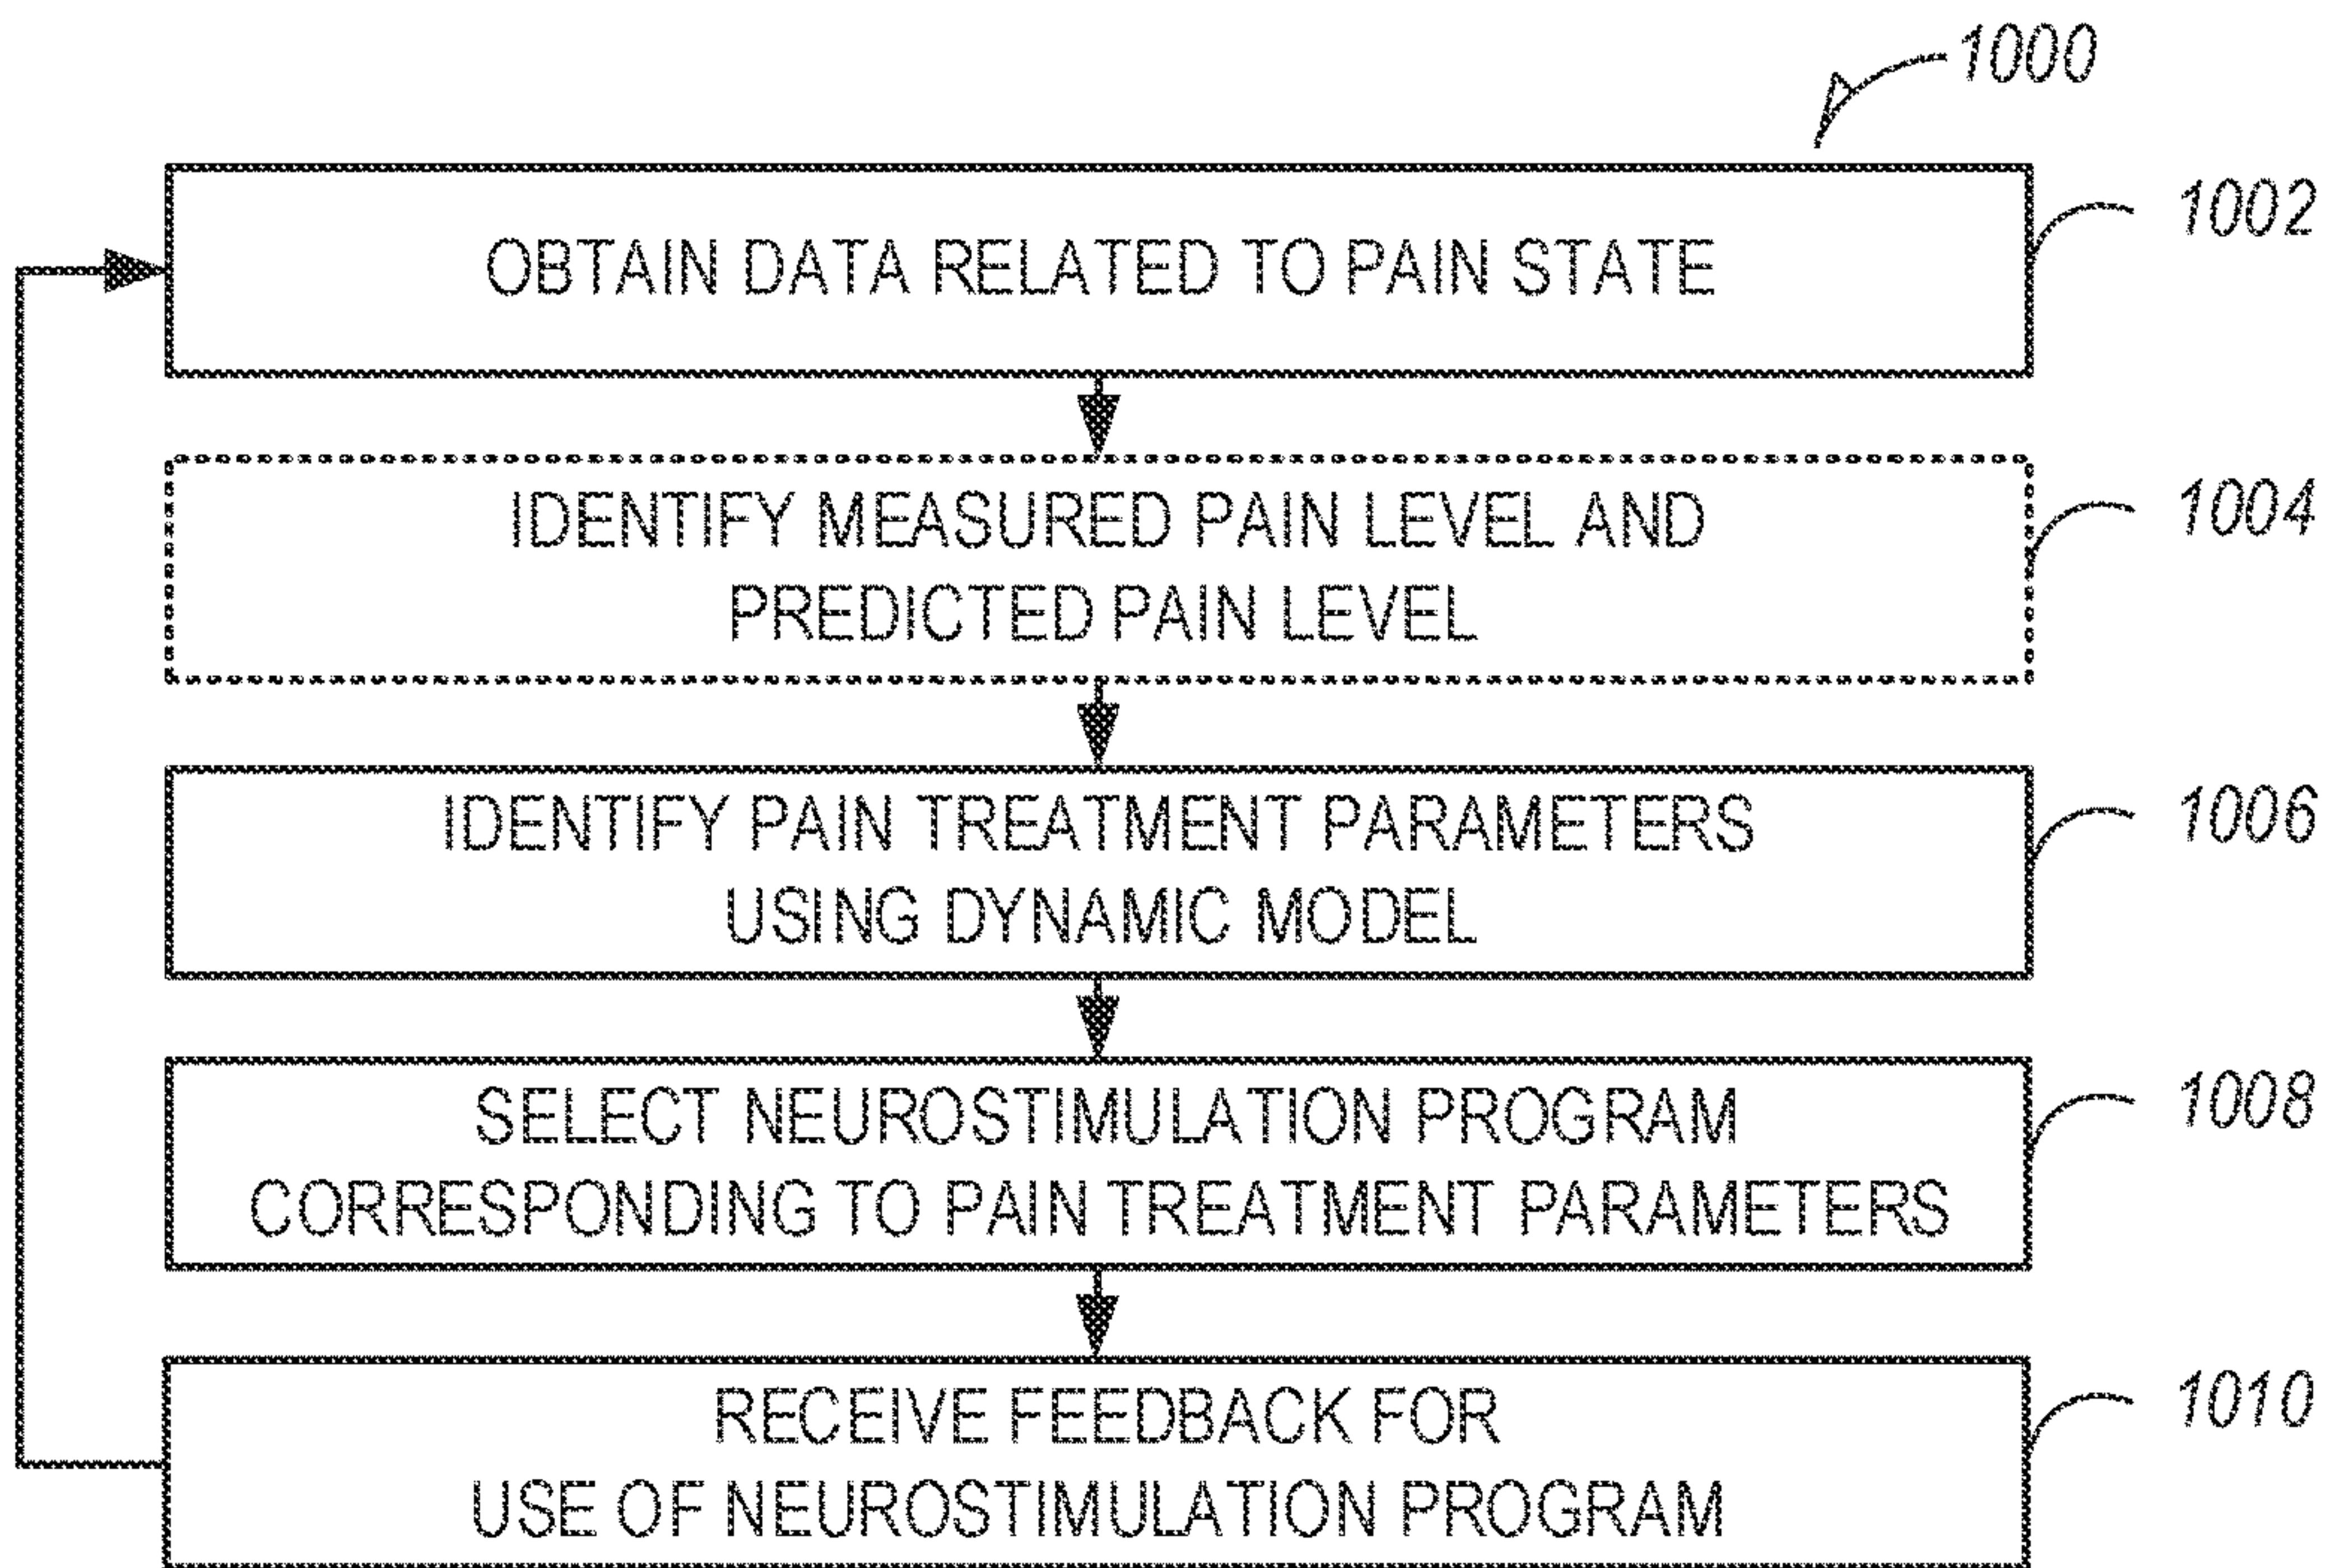 1000
OBTAIN DATA RELATED TO PAIN STATE
1002
IDENTIFY MEASURED PAIN LEVEL AND
PREDICTED PAIN LEVEL
1004
IDENTIFY PAIN TREATMENT PARAMETERS
USING DYNAMIC MODEL
1006
SELECT NEUROSTIMULATION PROGRAM
CORRESPONDING TO PAIN TREATMENT PARAMETERS
1008
RECEIVE FEEDBACK FOR
USE OF NEUROSTIMULATION PROGRAM
1010